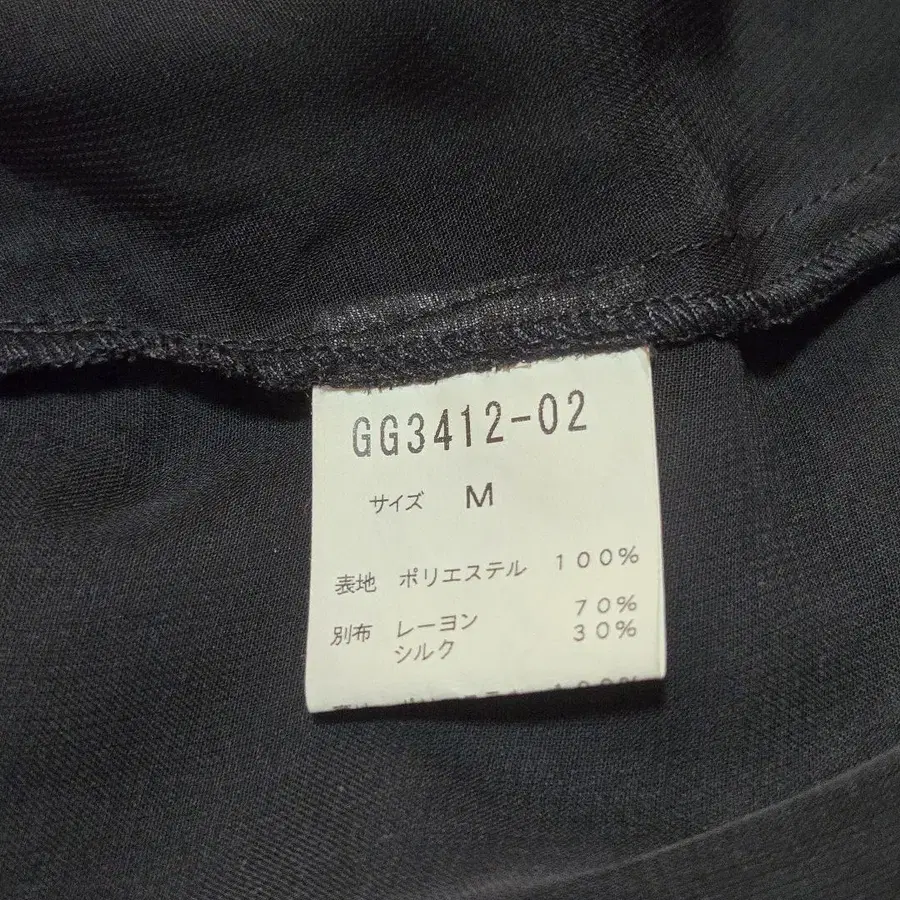 GG3412-02
サイズ M
表地 ポリエステル 100%
別布 レーヨン 70%
シルク 30%